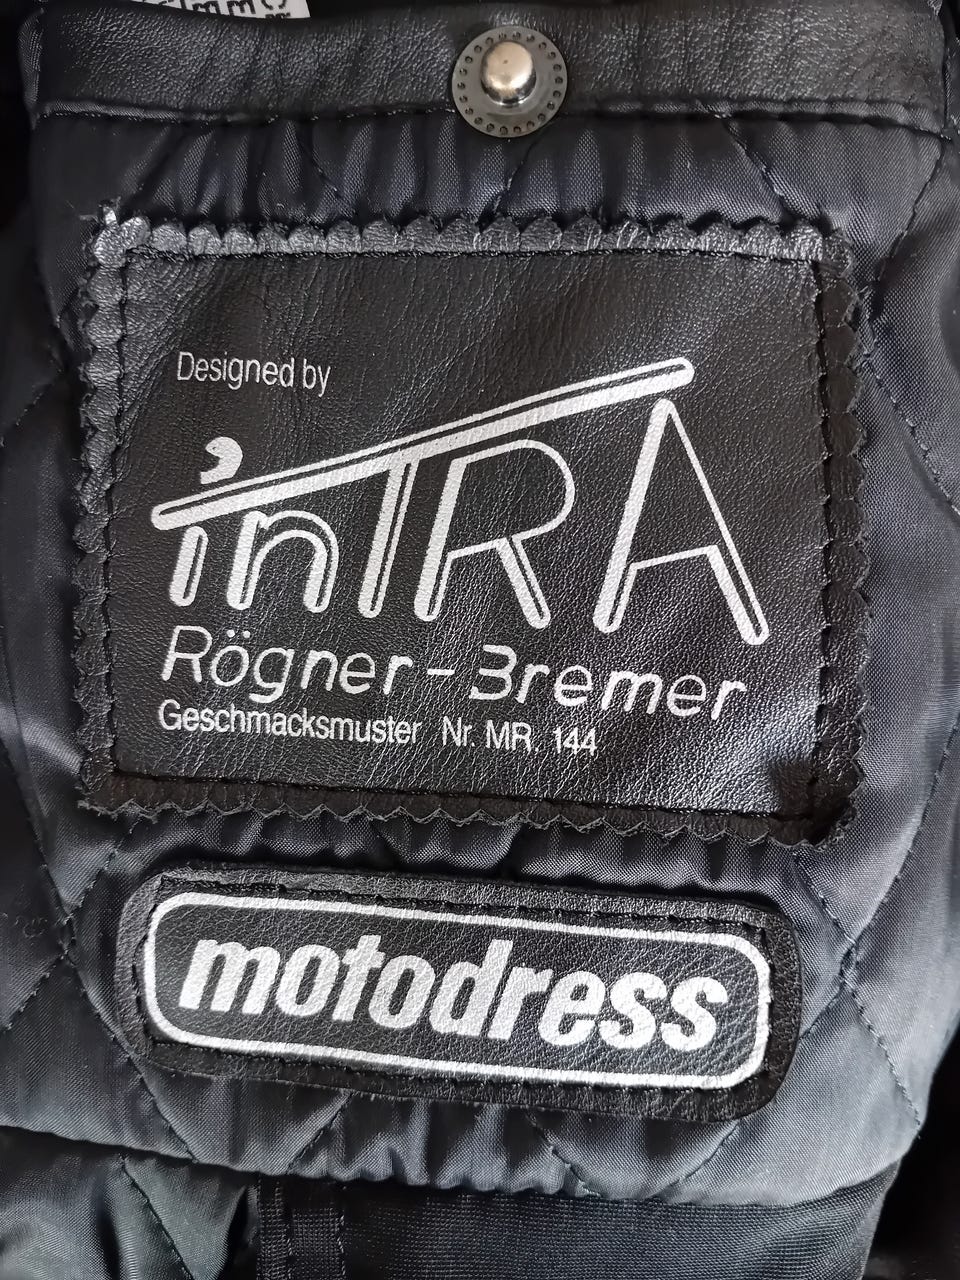 Designed by
inTRA
Rögner-Bremer
Geschmacksmuster Nr. MR. 144
motodress